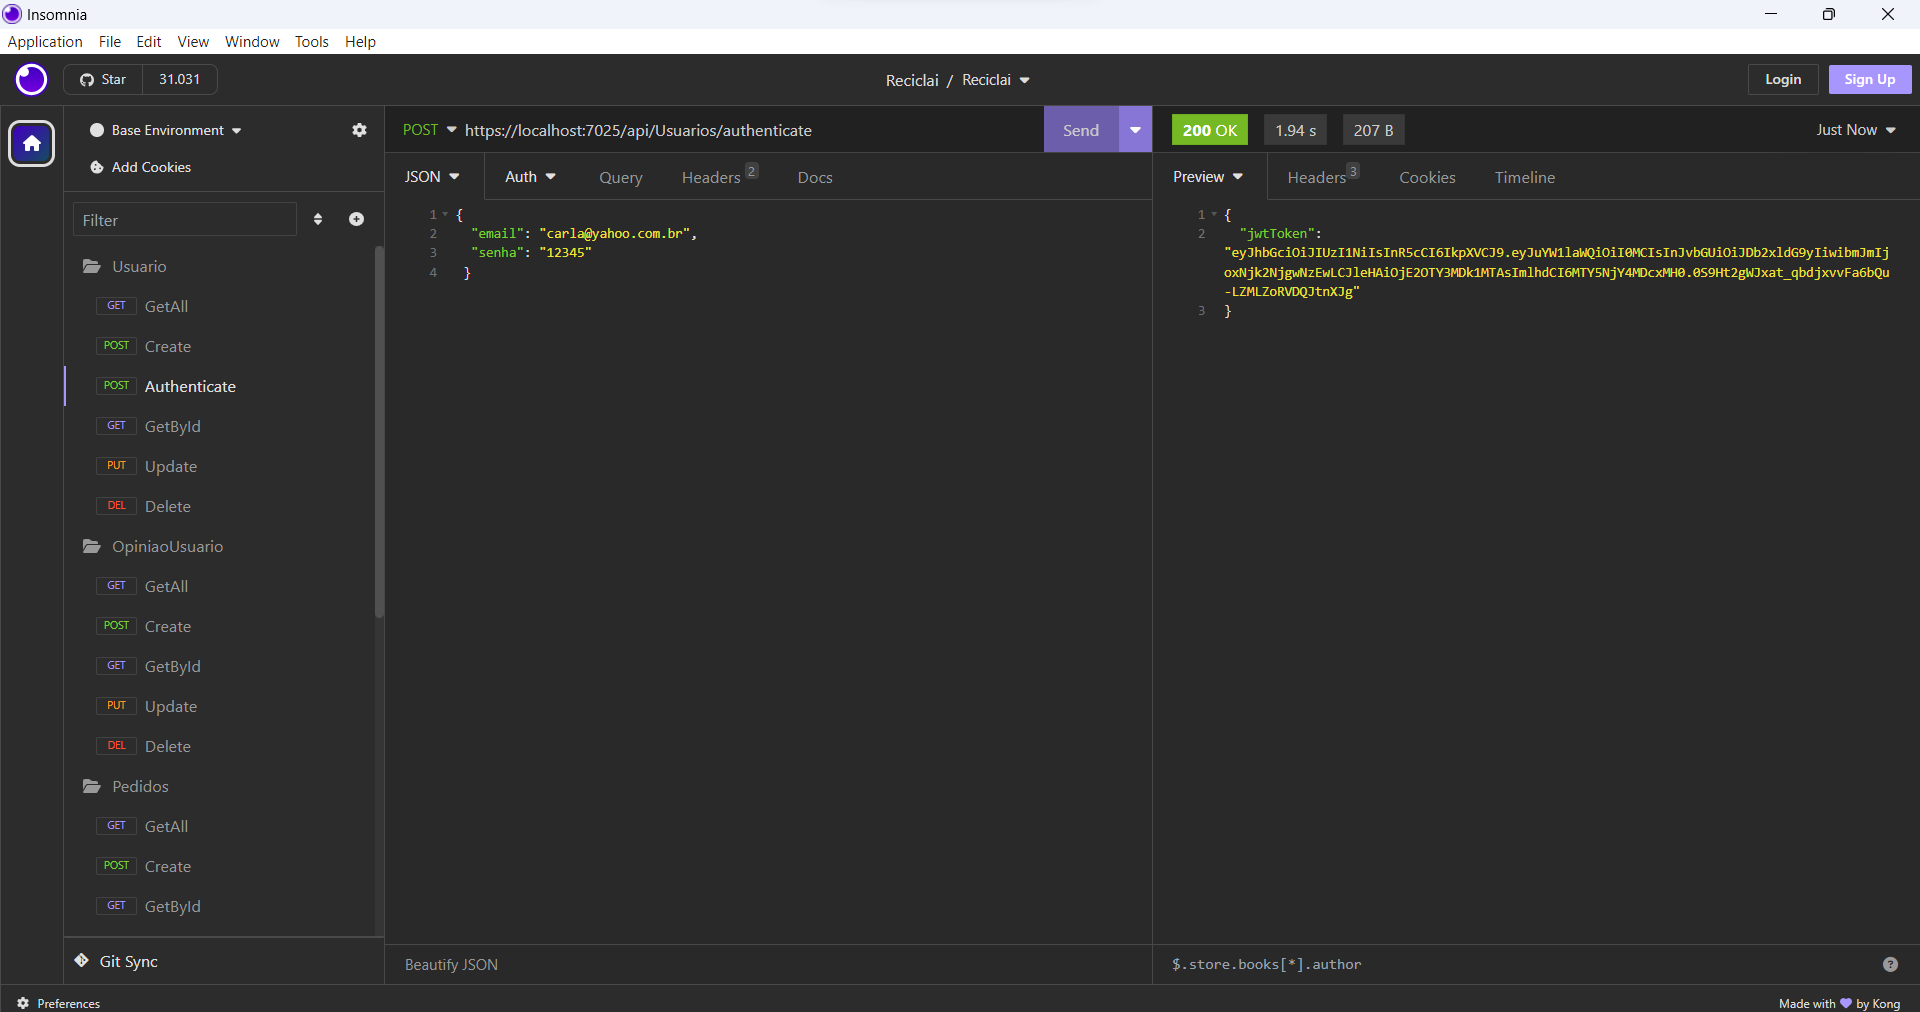 Insomnia
Application File Edit View Window Tools Help
Star 31.031
Reciclai / Reciclai
Login Sign Up
Base Environment
Add Cookies
Filter
Usuario
GET GetAll
POST Create
POST Authenticate
GET GetById
PUT Update
DEL Delete
OpiniaoUsuario
GET GetAll
POST Create
GET GetById
PUT Update
DEL Delete
Pedidos
GET GetAll
POST Create
GET GetById
Git Sync
Preferences
POST https://localhost:7025/api/Usuarios/authenticate Send
JSON Auth Query Headers 2 Docs
1 {
2 "email": "carla@yahoo.com.br",
3 "senha": "12345"
4 }
Beautify JSON
200 OK 1.94 s 207 B Just Now
Preview Headers 3 Cookies Timeline
1 {
2 "jwtToken":
"eyJhbGciOiJIUzI1NiIsInR5cCI6IkpXVCJ9.eyJuYW1laWQiOiI0MCIsInJvbGUiOiJDb2xldG9yIiwibmJmIj
oxNjk2NjgwNzEwLCJleHAiOjE2OTY3MDk1MTAsImlhdCI6MTY5NjY4MDcxMH0.0S9Ht2gWJxat_qbdjxvvFa6bQu
-LZMLZoRVDQJtnXJg"
3 }
$.store.books[*].author
Made with by Kong